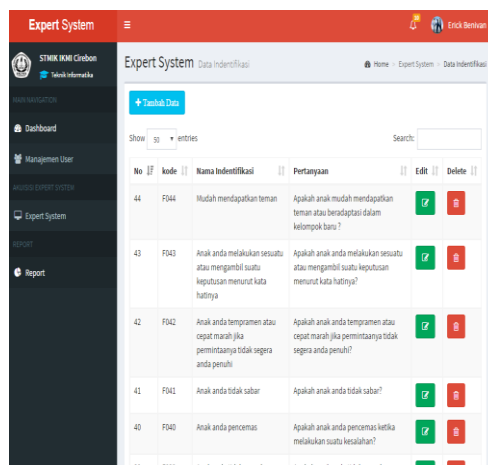 Expert System
Erick Benivan
STMIK IKMI Cirebon
Teknik Informatika
MAIN NAVIGATION
Dashboard
Manajemen User
AKUISISI EXPERT SYSTEM
Expert System
REPORT
Report
Expert System Data Indentifikasi
Home > Expert System > Data Indentifikasi
+ Tambah Data
Show 50 entries
Search:
No kode Nama Indentifikasi Pertanyaan Edit Delete
44 F044 Mudah mendapatkan teman Apakah anak mudah mendapatkan
teman atau beradaptasi dalam
kelompok baru ?
43 F043 Anak anda melakukan sesuatu Apakah anak anda melakukan sesuatu
atau mengambil suatu atau mengambil suatu keputusan
keputusan menurut kata menurut kata hatinya?
hatinya
42 F042 Anak anda tempramen atau Apakah anak anda tempramen atau
cepat marah jika cepat marah jika permintaanya tidak
permintaanya tidak segera segera anda penuhi?
anda penuhi
41 F041 Anak anda tidak sabar Apakah anak anda tidak sabar?
40 F040 Anak anda pencemas Apakah anak anda pencemas ketika
melakukan suatu kesalahan?